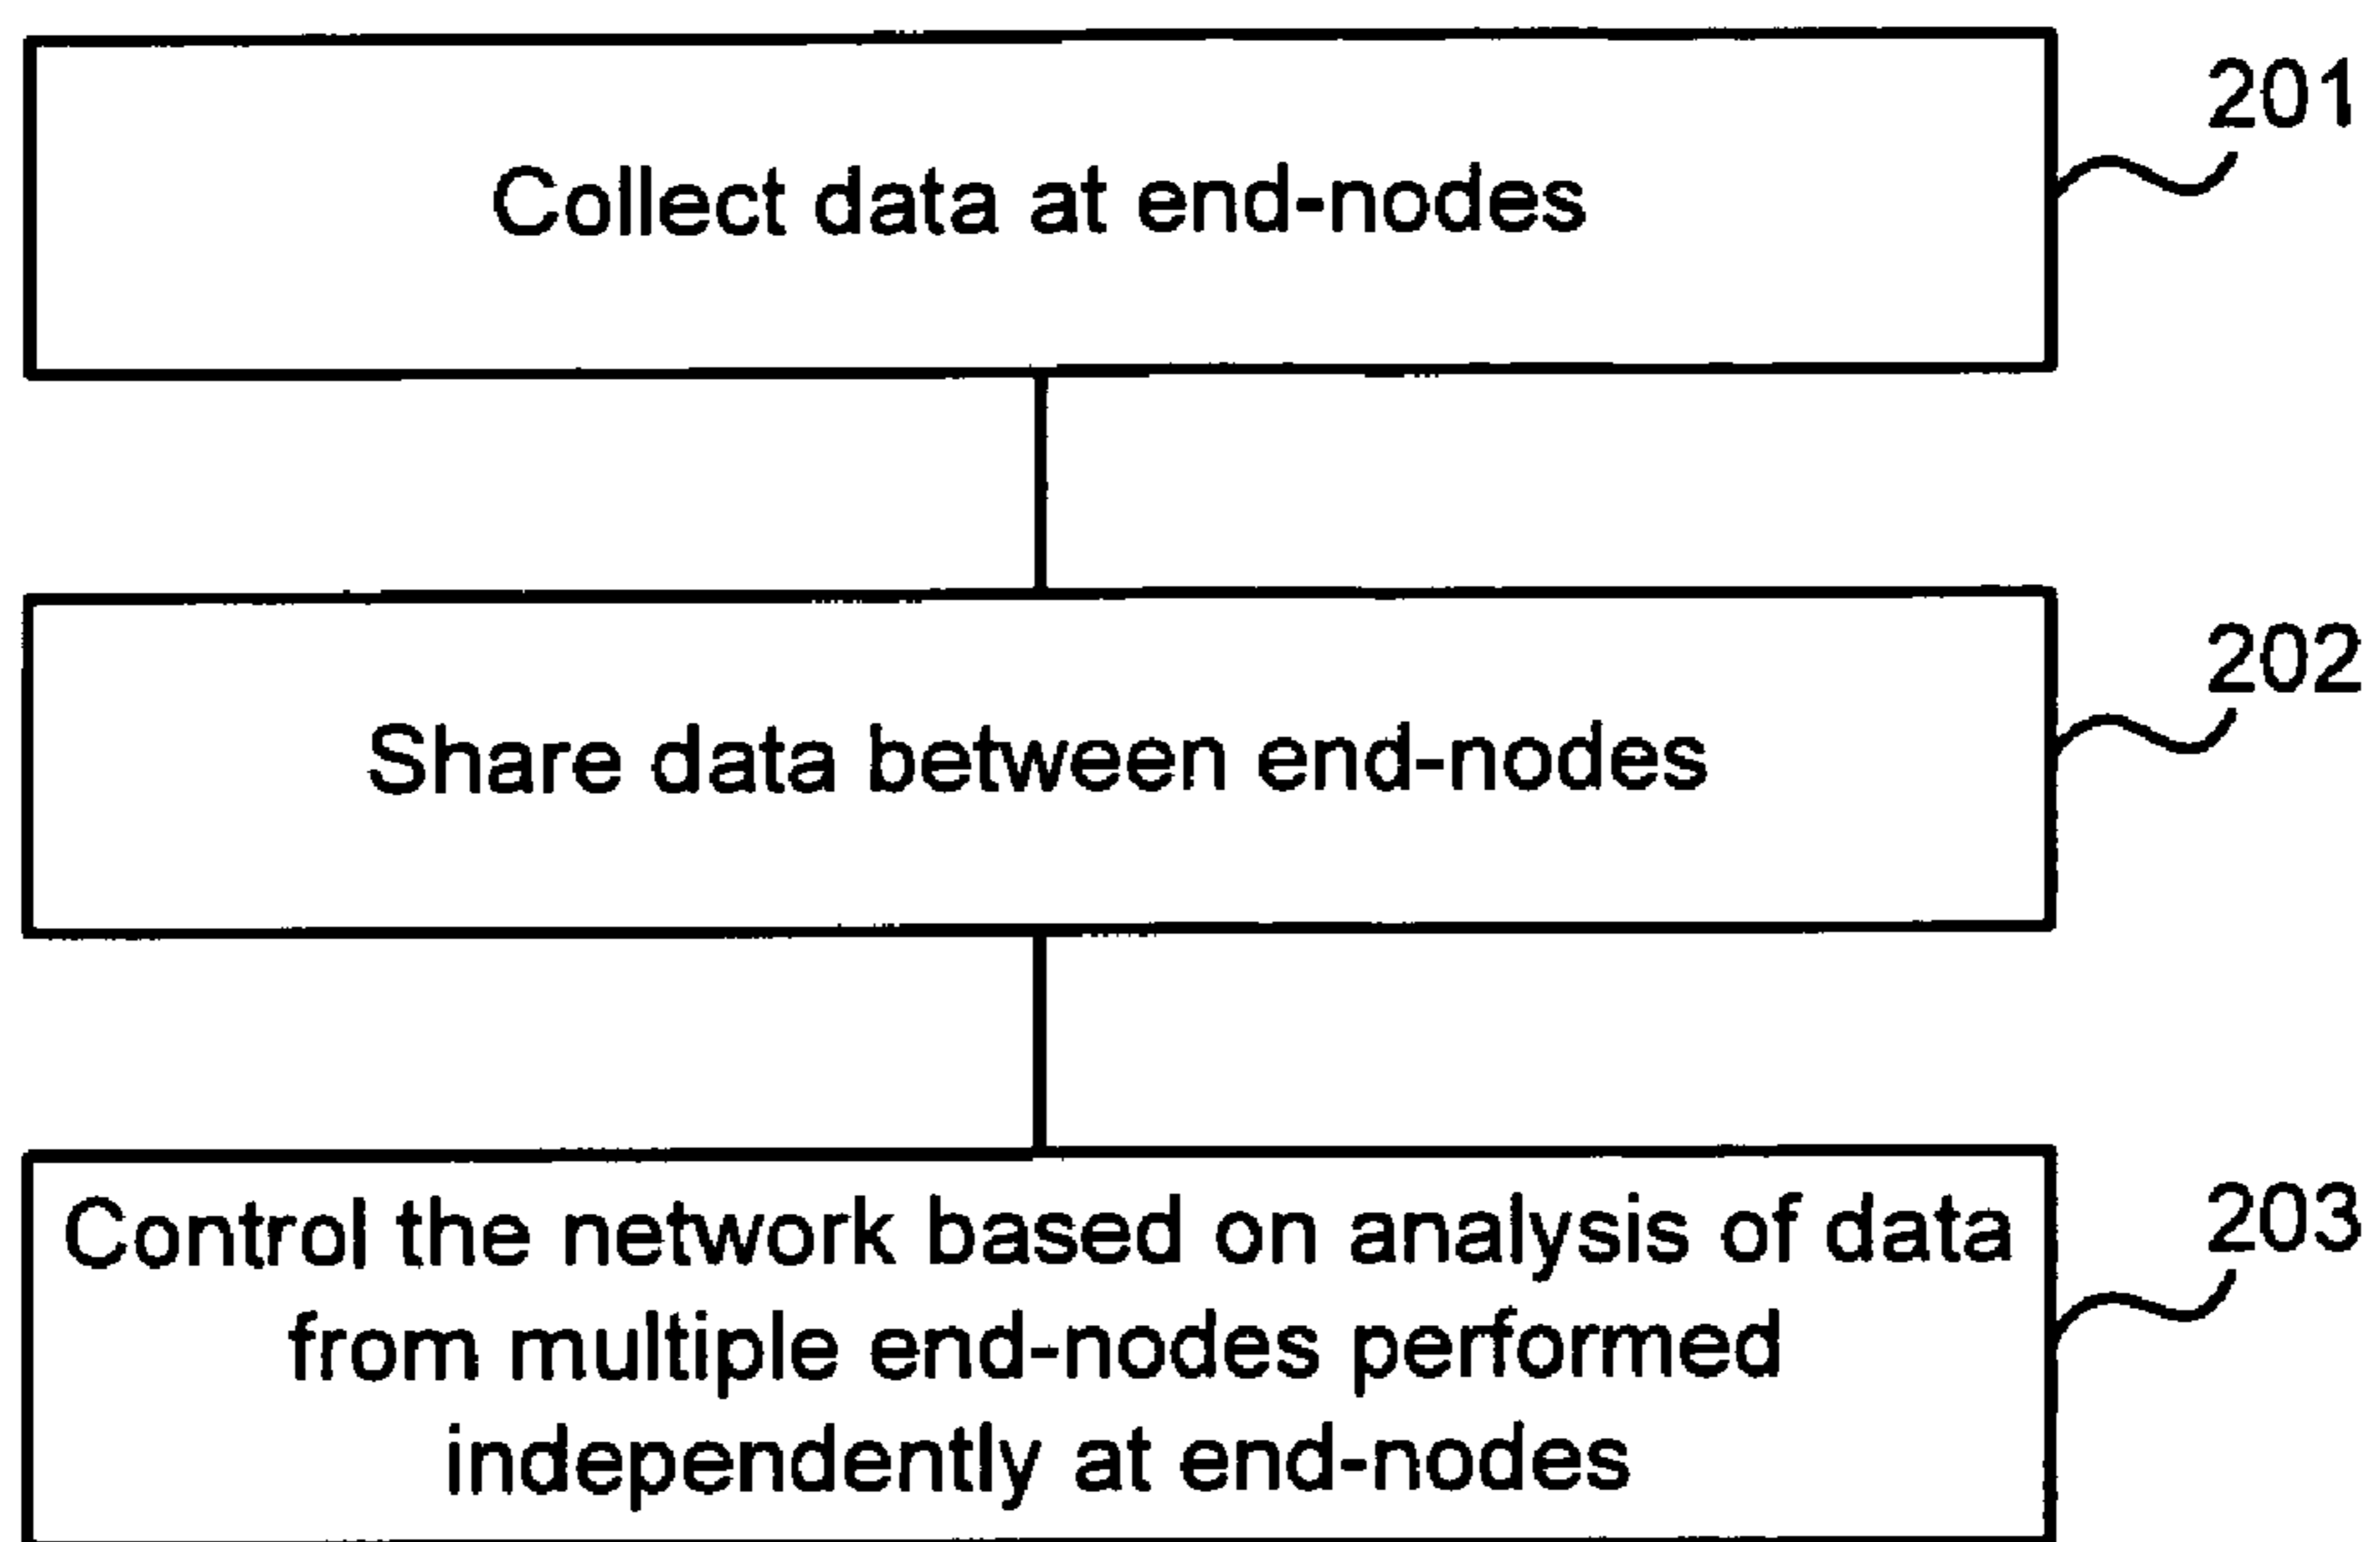 201
Collect data at end-nodes
202
Share data between end-nodes
203
Control the network based on analysis of data
from multiple end-nodes performed
independently at end-nodes